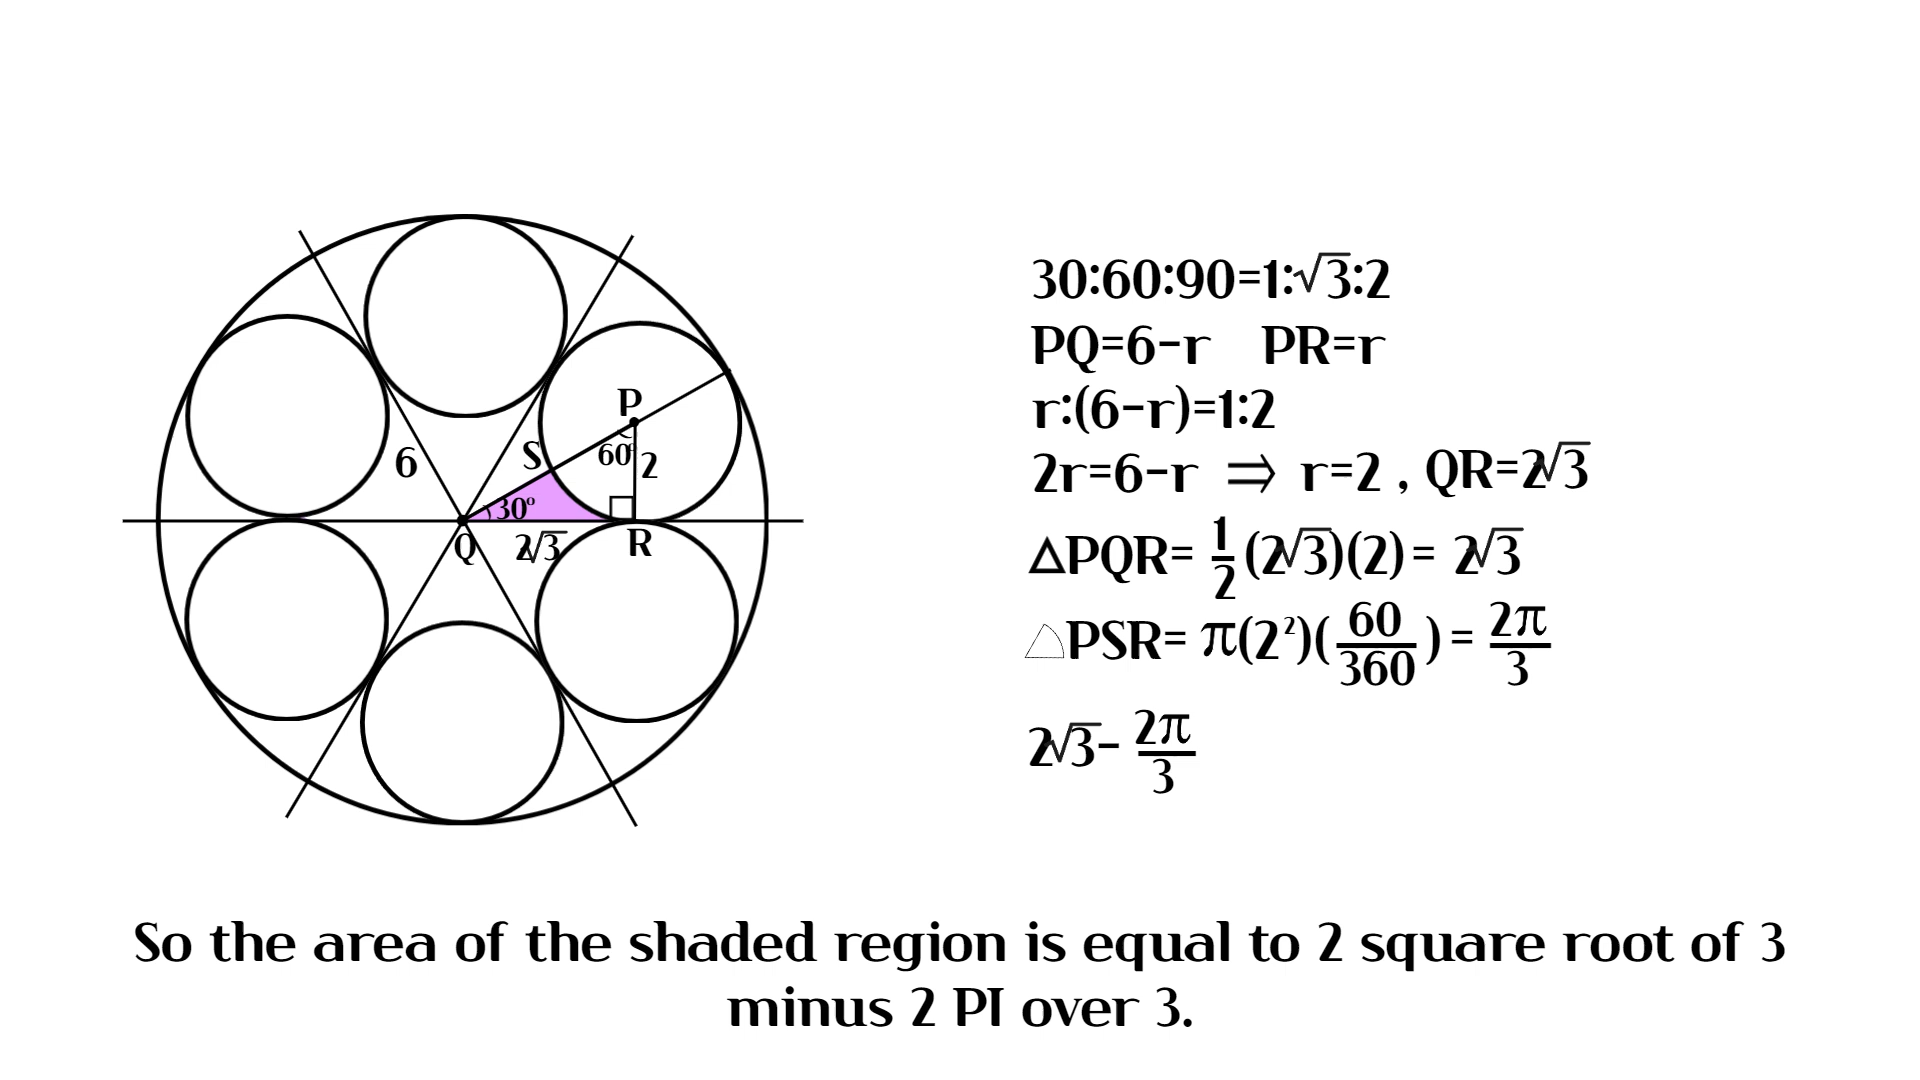 P
S
60° 2
6
30°
Q 2√3 R
30:60:90=1:√3:2
PQ=6-r PR=r
r:(6-r)=1:2
2r=6-r ⇒ r=2 , QR=2√3
△PQR= 1/2 (2√3)(2)= 2√3
⌓PSR= π(2²)(60/360)= 2π/3
2√3- 2π/3
So the area of the shaded region is equal to 2 square root of 3
minus 2 PI over 3.